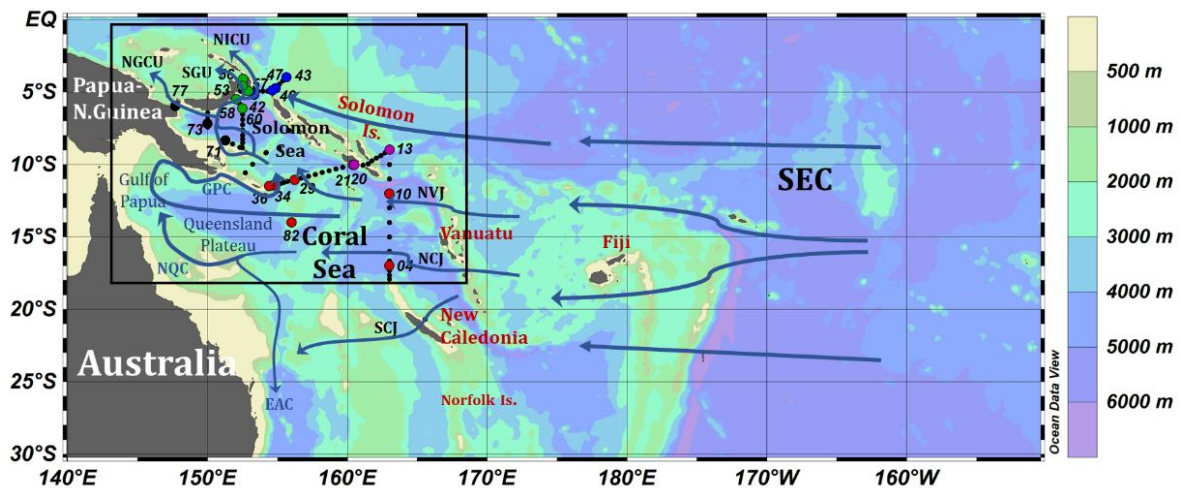 EQ
5°S
10°S
15°S
20°S
25°S
30°S
140°E
150°E
160°E
170°E
180°E
170°W
160°W
NICU
NGCU
SGU
47
43
56
57
77
53
40
58
42
60
500 m
1000 m
2000 m
3000 m
4000 m
5000 m
6000 m
Papua-
N.Guinea
Solomon
Is.
73
Solomon
Sea
71
13
SEC
Gulf of
Papua
GPC
36
34
29
21
20
10
NVJ
Queensland
Plateau
82
Coral
Sea
Vanuatu
Fiji
NQC
NCJ
04
New
Caledonia
SCJ
Australia
EAC
Norfolk Is.
Ocean Data View